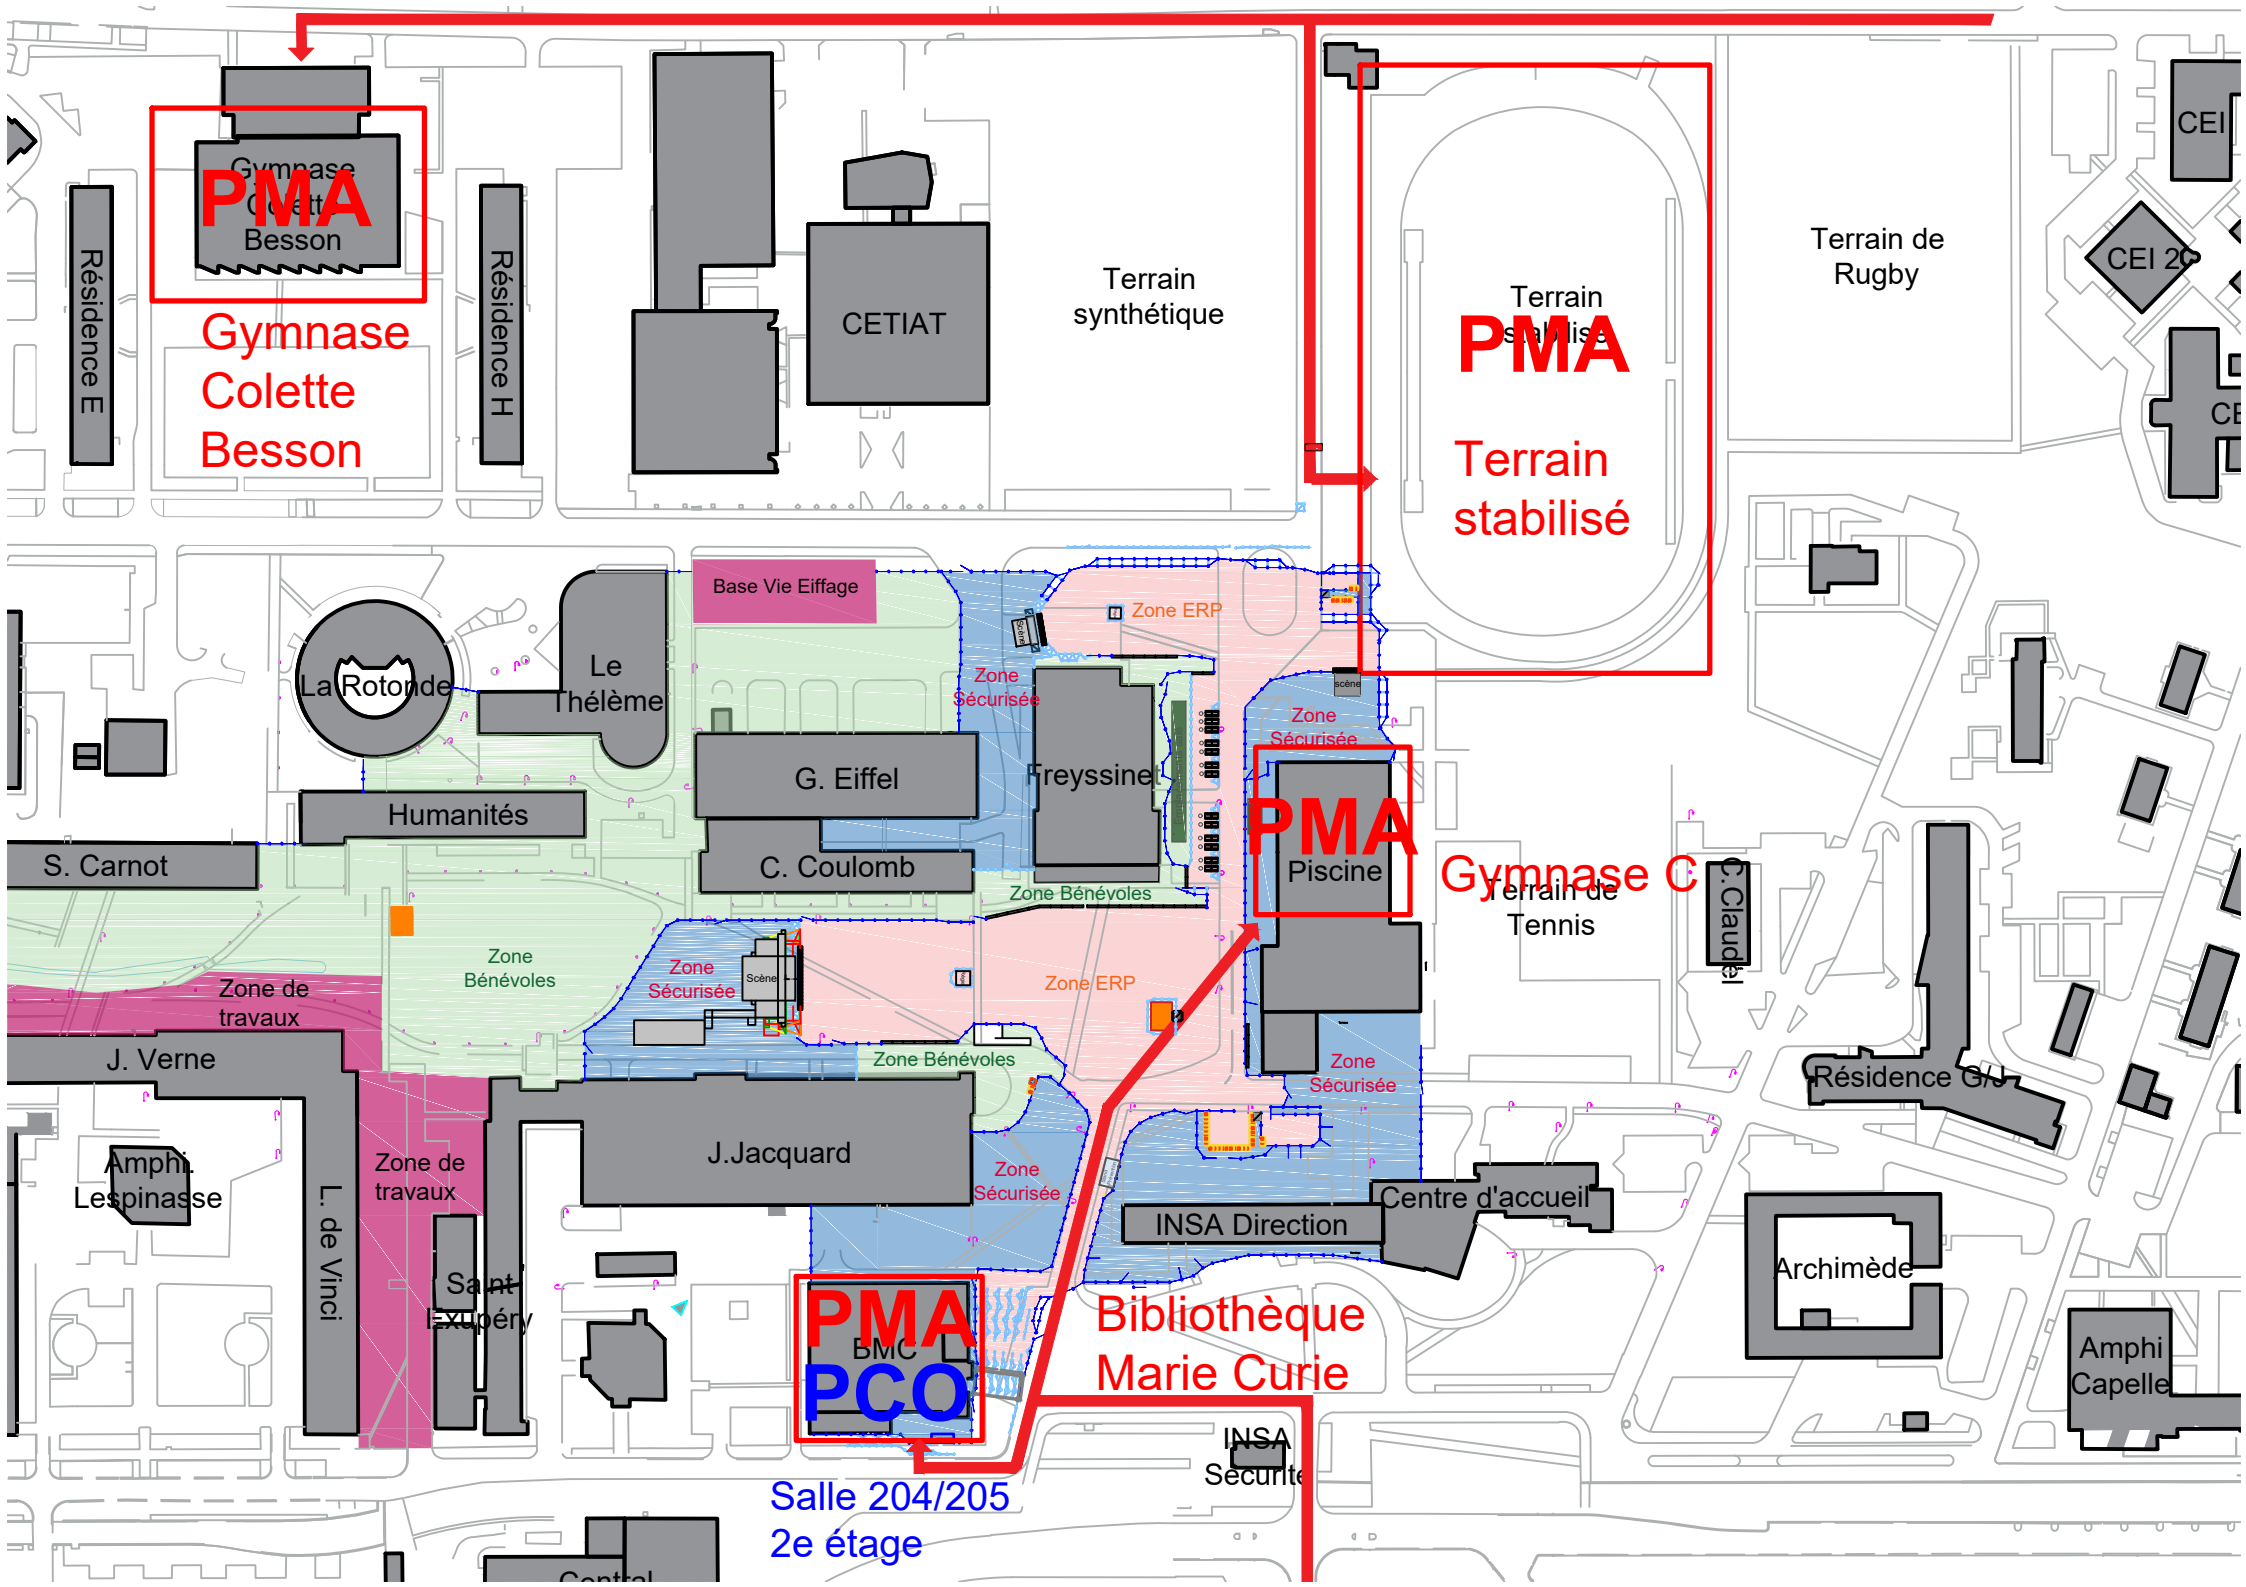 Gymnase
Colette
Besson
PMA
Gymnase
Colette
Besson
Résidence E
Résidence H
CETIAT
Terrain
synthétique
Terrain
stabilisé
PMA
Terrain
stabilisé
Terrain de
Rugby
CEI
CEI 2
CE
Base Vie Eiffage
Zone ERP
Scène
La Rotonde
Le
Thélème
Zone
Sécurisée
scène
Zone
Sécurisée
G. Eiffel
Freyssinet
Humanités
PMA
Piscine
S. Carnot
C. Coulomb
Gymnase C
Terrain de
Tennis
C.Claudel
Zone Bénévoles
Zone
Bénévoles
Zone
Sécurisée
Scène
Zone ERP
Zone de
travaux
J. Verne
Zone Bénévoles
Zone
Sécurisée
Résidence G/J
J.Jacquard
Zone
Sécurisée
Amphi.
Lespinasse
Zone de
travaux
L. de Vinci
INSA Direction
Centre d'accueil
Archimède
Saint
Exupéry
PMA
BMC
PCO
Bibliothèque
Marie Curie
Amphi
Capelle
INSA
Sécurité
Salle 204/205
2e étage
Central